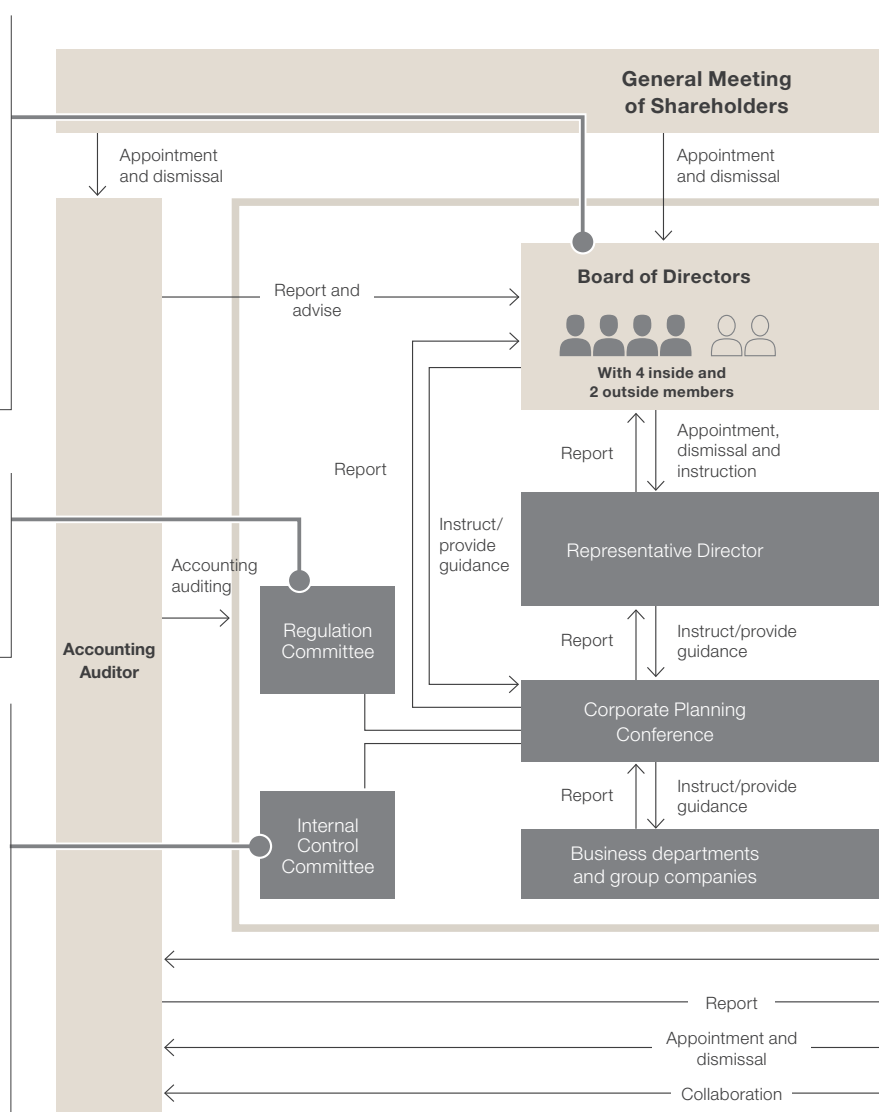 General Meeting
of Shareholders
Appointment
and dismissal
Appointment
and dismissal
Board of Directors
Report and
advise
With 4 inside and
2 outside members
Report
Appointment,
dismissal and
instruction
Report
Instruct/
provide
guidance
Representative Director
Accounting
auditing
Regulation
Committee
Accounting
Auditor
Report
Instruct/provide
guidance
Corporate Planning
Conference
Report
Instruct/provide
guidance
Internal
Control
Committee
Business departments
and group companies
Report
Appointment and
dismissal
Collaboration